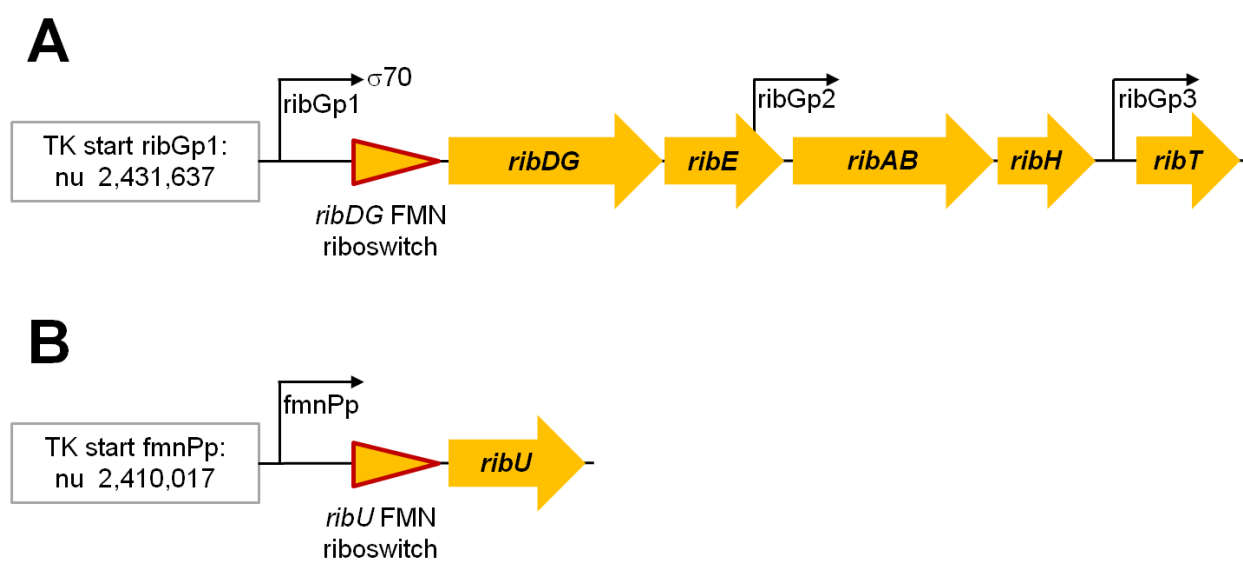 A
σ70
ribGp1
ribGp2
ribGp3
TK start ribGp1:
nu 2,431,637
ribDG
ribE
ribAB
ribH
ribT
ribDG FMN
riboswitch
B
fmnPp
TK start fmnPp:
nu 2,410,017
ribU
ribU FMN
riboswitch